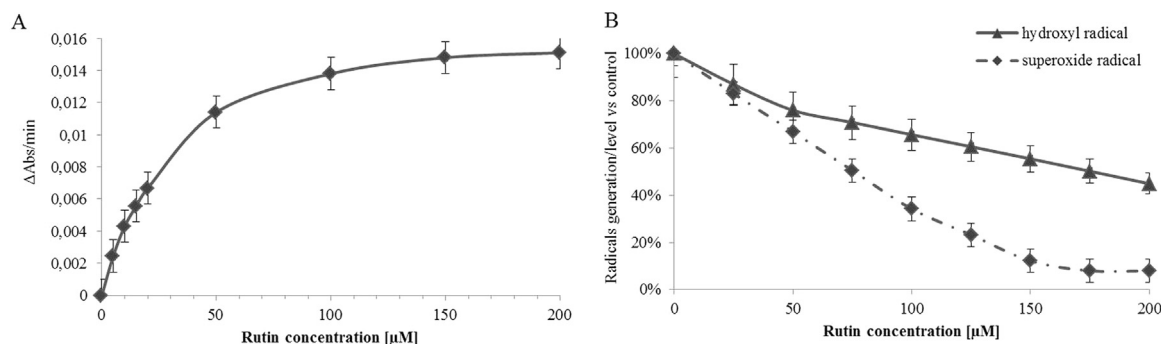 A
ΔAbs/min
0,016
0,014
0,012
0,01
0,008
0,006
0,004
0,002
0
0 50 100 150 200
Rutin concentration [µM]
B
hydroxyl radical
superoxide radical
Radicals generation/level vs control
100%
80%
60%
40%
20%
0%
0 50 100 150 200
Rutin concentration [µM]